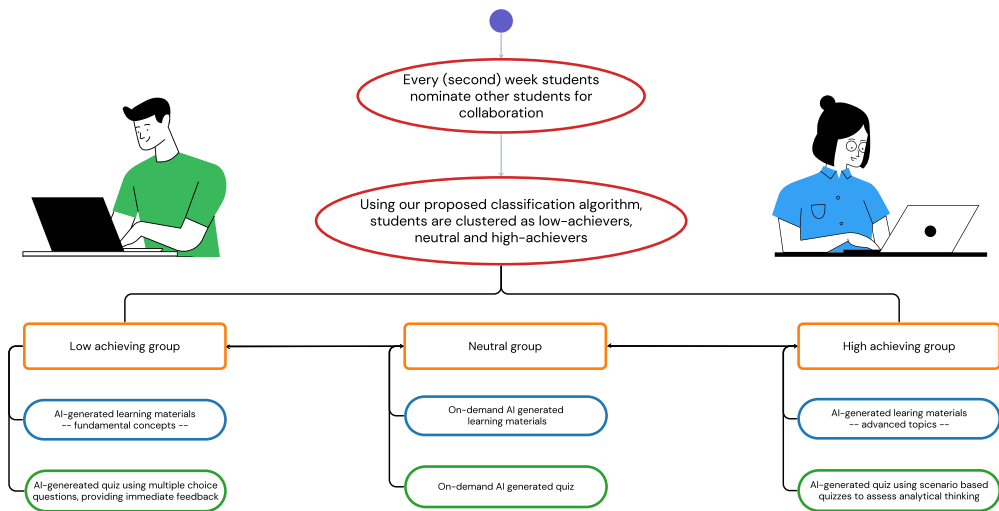 Every (second) week students
nominate other students for
collaboration
Using our proposed classification algorithm,
students are clustered as low-achievers,
neutral and high-achievers
Low achieving group
Neutral group
High achieving group
AI-generated learning materials
-- fundamental concepts --
On-demand AI generated
learning materials
AI-generated learing materials
-- advanced topics --
AI-genereated quiz using multiple choice
questions, providing immediate feedback
On-demand AI generated quiz
AI-generated quiz using scenario based
quizzes to assess analytical thinking